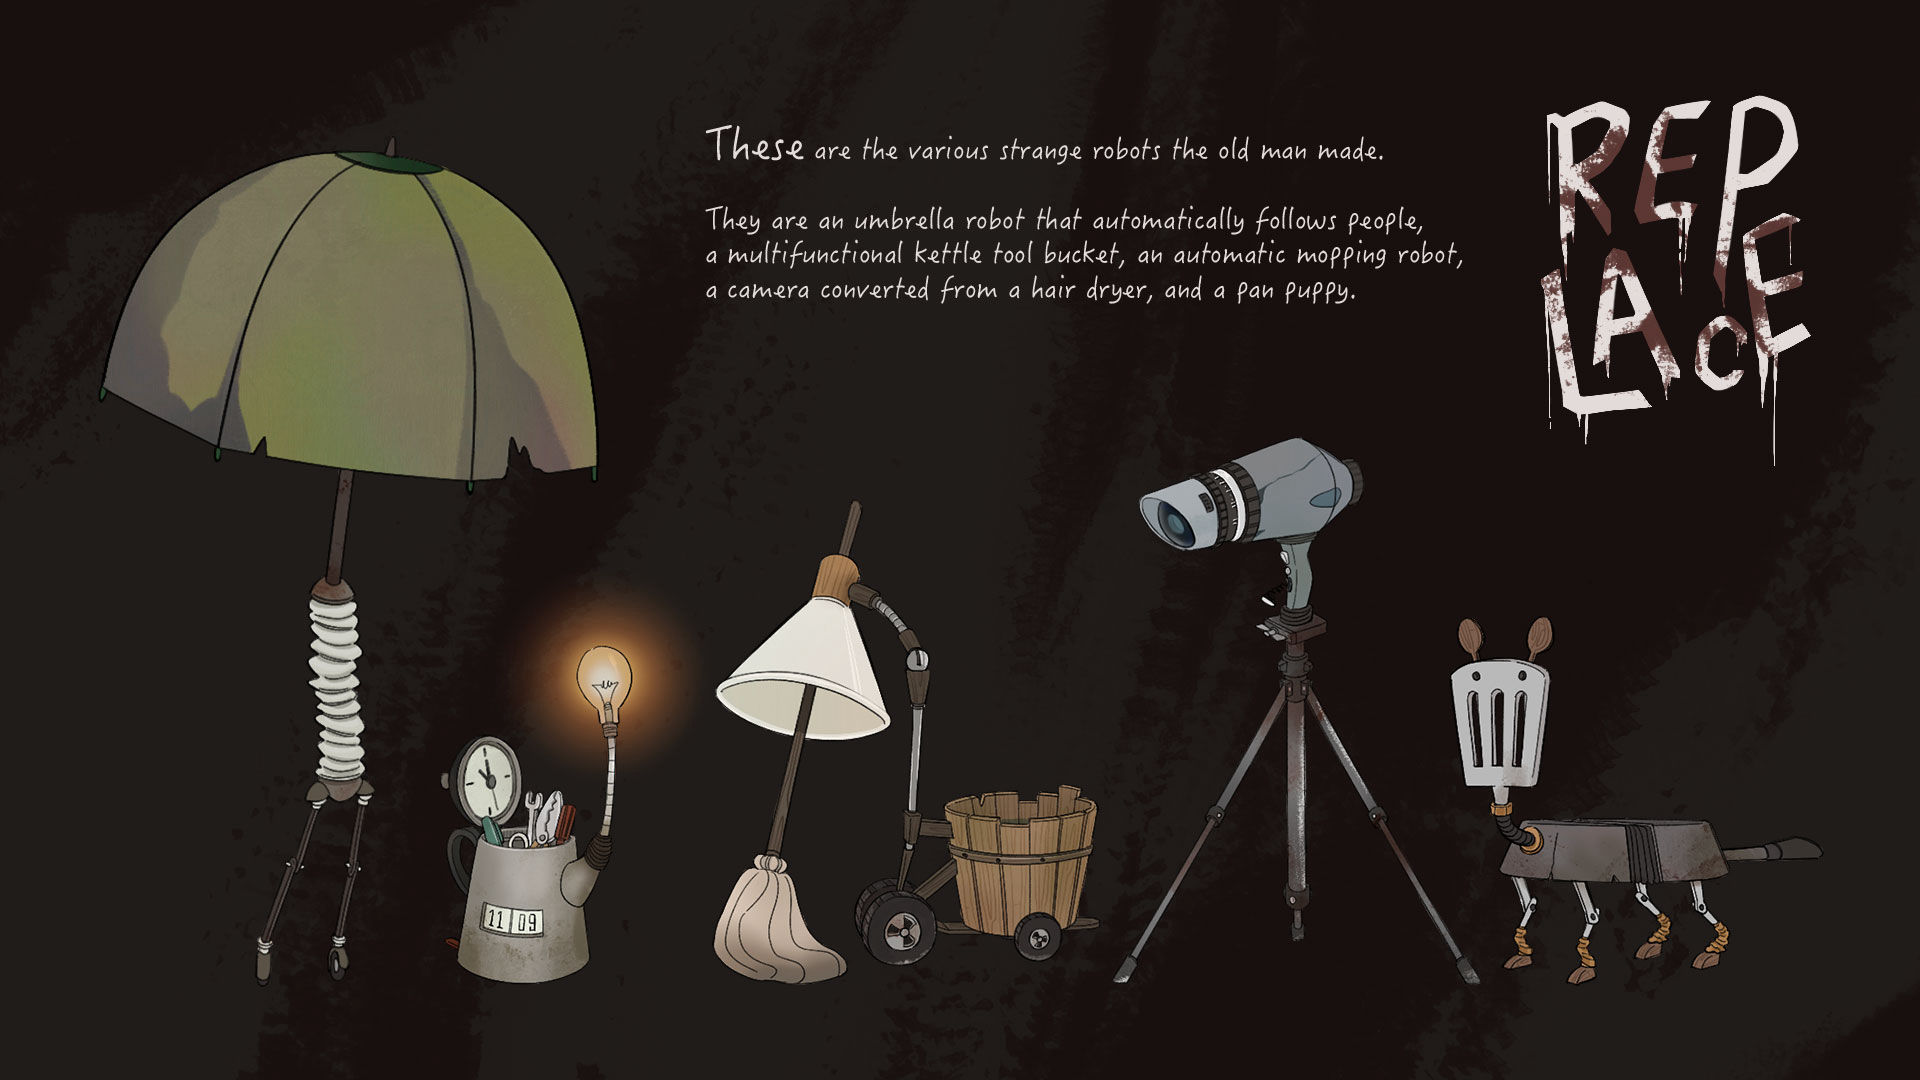 These are the various strange robots the old man made.
They are an umbrella robot that automatically follows people,
a multifunctional kettle tool bucket, an automatic mopping robot,
a camera converted from a hair dryer, and a pan puppy.
REP
LACE
11 09